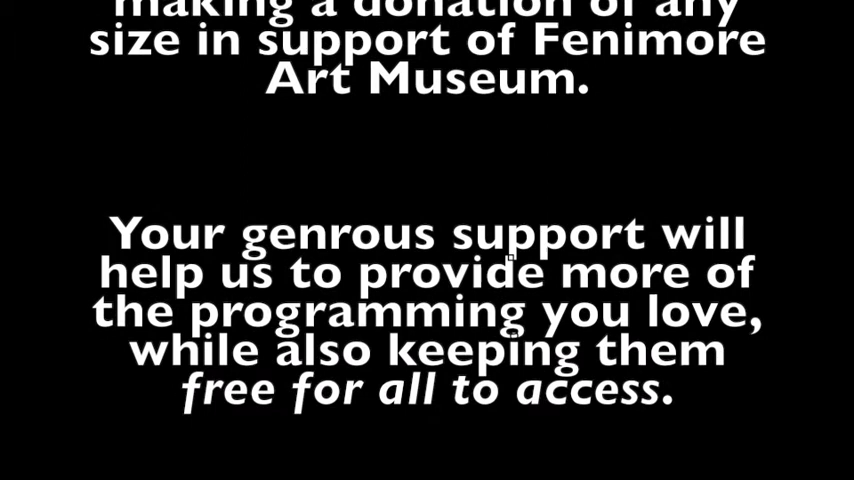 making a donation of any
size in support of Fenimore
Art Museum.
Your genrous support will
help us to provide more of
the programming you love,
while also keeping them
free for all to access.